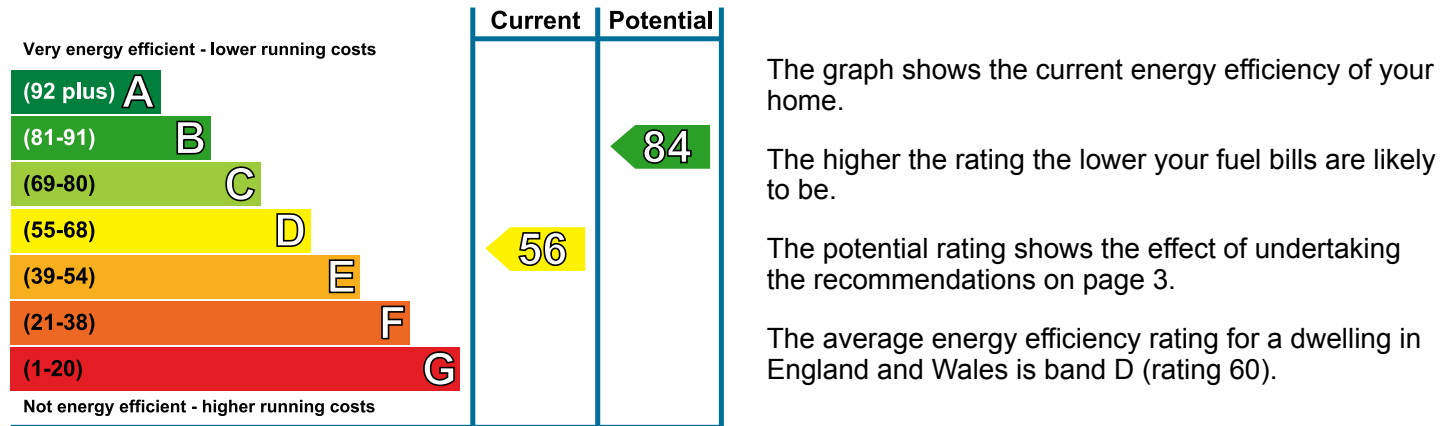 Current Potential
Very energy efficient - lower running costs
(92 plus) A
(81-91) B
84
(69-80) C
(55-68) D
56
(39-54) E
(21-38) F
(1-20) G
Not energy efficient - higher running costs
The graph shows the current energy efficiency of your
home.
The higher the rating the lower your fuel bills are likely
to be.
The potential rating shows the effect of undertaking
the recommendations on page 3.
The average energy efficiency rating for a dwelling in
England and Wales is band D (rating 60).